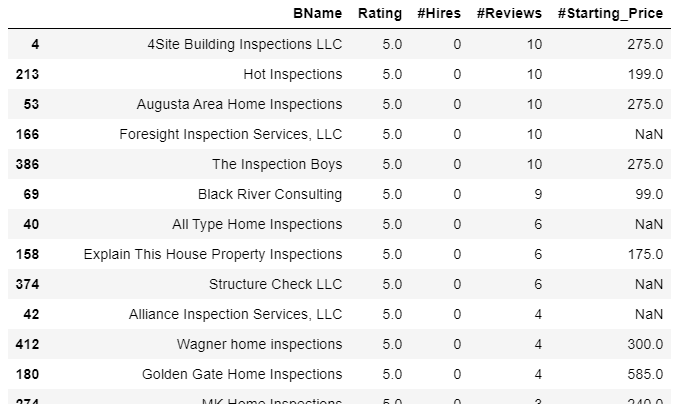 BName Rating #Hires #Reviews #Starting_Price
4 4Site Building Inspections LLC 5.0 0 10 275.0
213 Hot Inspections 5.0 0 10 199.0
53 Augusta Area Home Inspections 5.0 0 10 275.0
166 Foresight Inspection Services, LLC 5.0 0 10 NaN
386 The Inspection Boys 5.0 0 10 275.0
69 Black River Consulting 5.0 0 9 99.0
40 All Type Home Inspections 5.0 0 6 NaN
158 Explain This House Property Inspections 5.0 0 6 175.0
374 Structure Check LLC 5.0 0 6 NaN
42 Alliance Inspection Services, LLC 5.0 0 4 NaN
412 Wagner home inspections 5.0 0 4 300.0
180 Golden Gate Home Inspections 5.0 0 4 585.0
274 MK Home Inspections 5.0 0 3 240.0